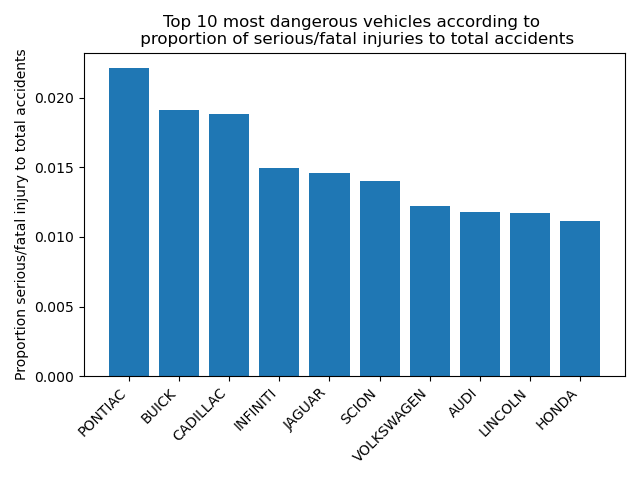 Top 10 most dangerous vehicles according to
proportion of serious/fatal injuries to total accidents
Proportion serious/fatal injury to total accidents
0.020
0.015
0.010
0.005
0.000
PONTIAC
BUICK
CADILLAC
INFINITI
JAGUAR
SCION
VOLKSWAGEN
AUDI
LINCOLN
HONDA